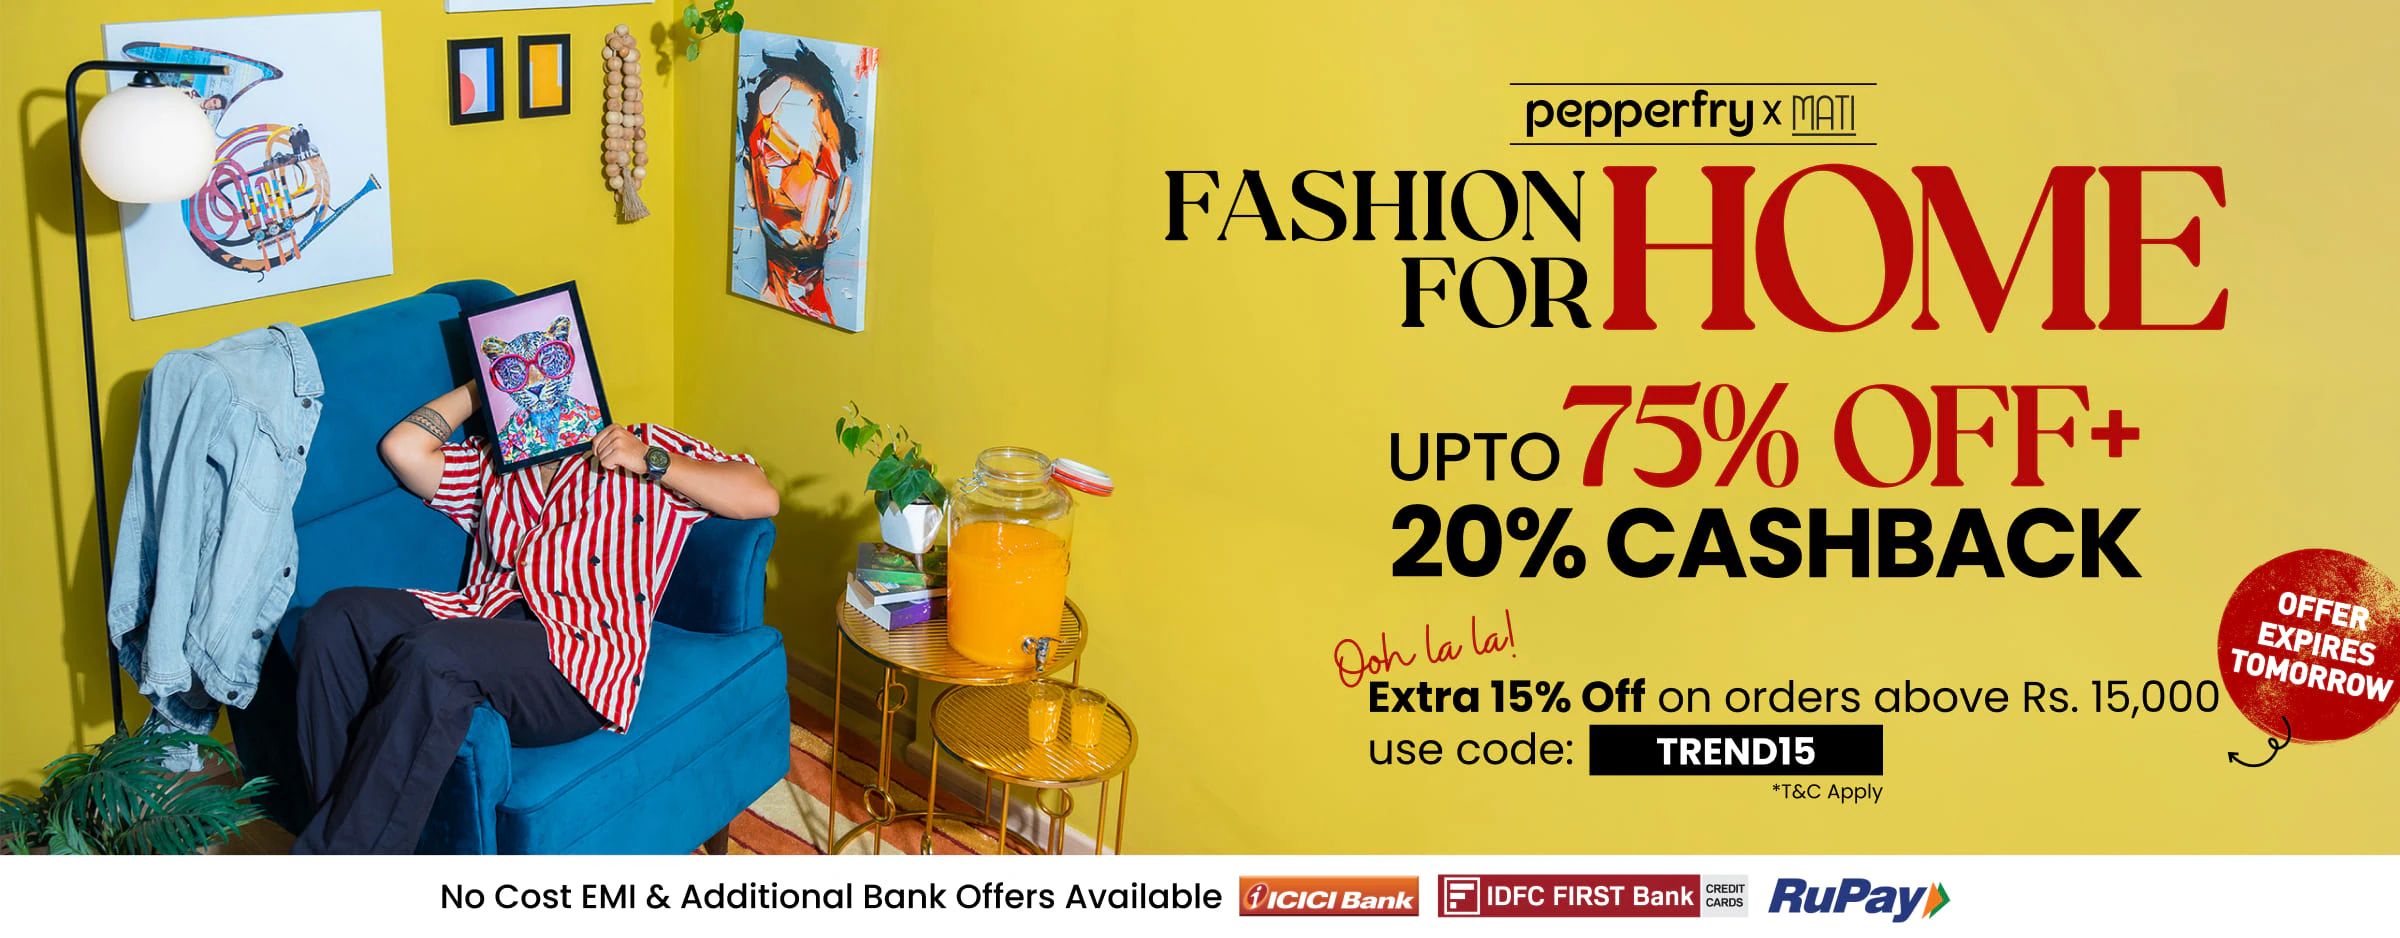 pepperfry x MATI
FASHION
FOR
HOME
UPTO 75% OFF+
20% CASHBACK
Ooh la la!
Extra 15% Off on orders above Rs. 15,000
use code: TREND15
*T&C Apply
OFFER
EXPIRES
TOMORROW
No Cost EMI & Additional Bank Offers Available
ICICI Bank
IDFC FIRST Bank
CREDIT
CARDS
RuPay